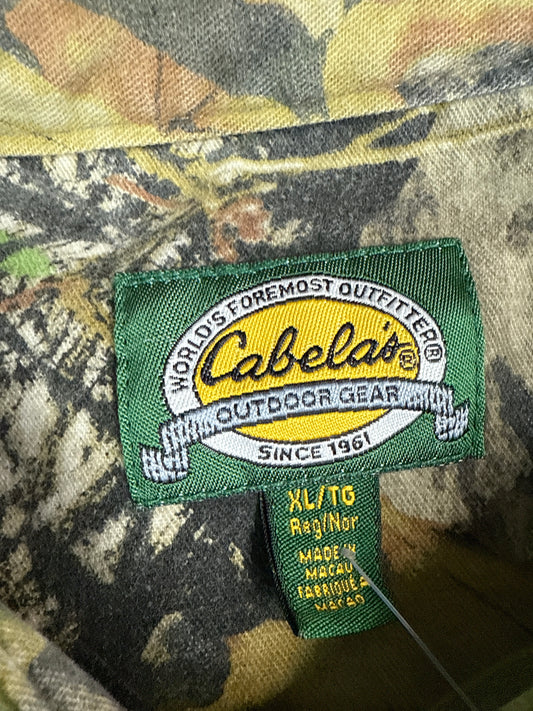 WORLD'S FOREMOST OUTFITTER®
Cabela's®
OUTDOOR GEAR
SINCE 1961
XL/TG
Reg/Nor
MADE IN
MACAU
FABRIQUÉ A
MACAO